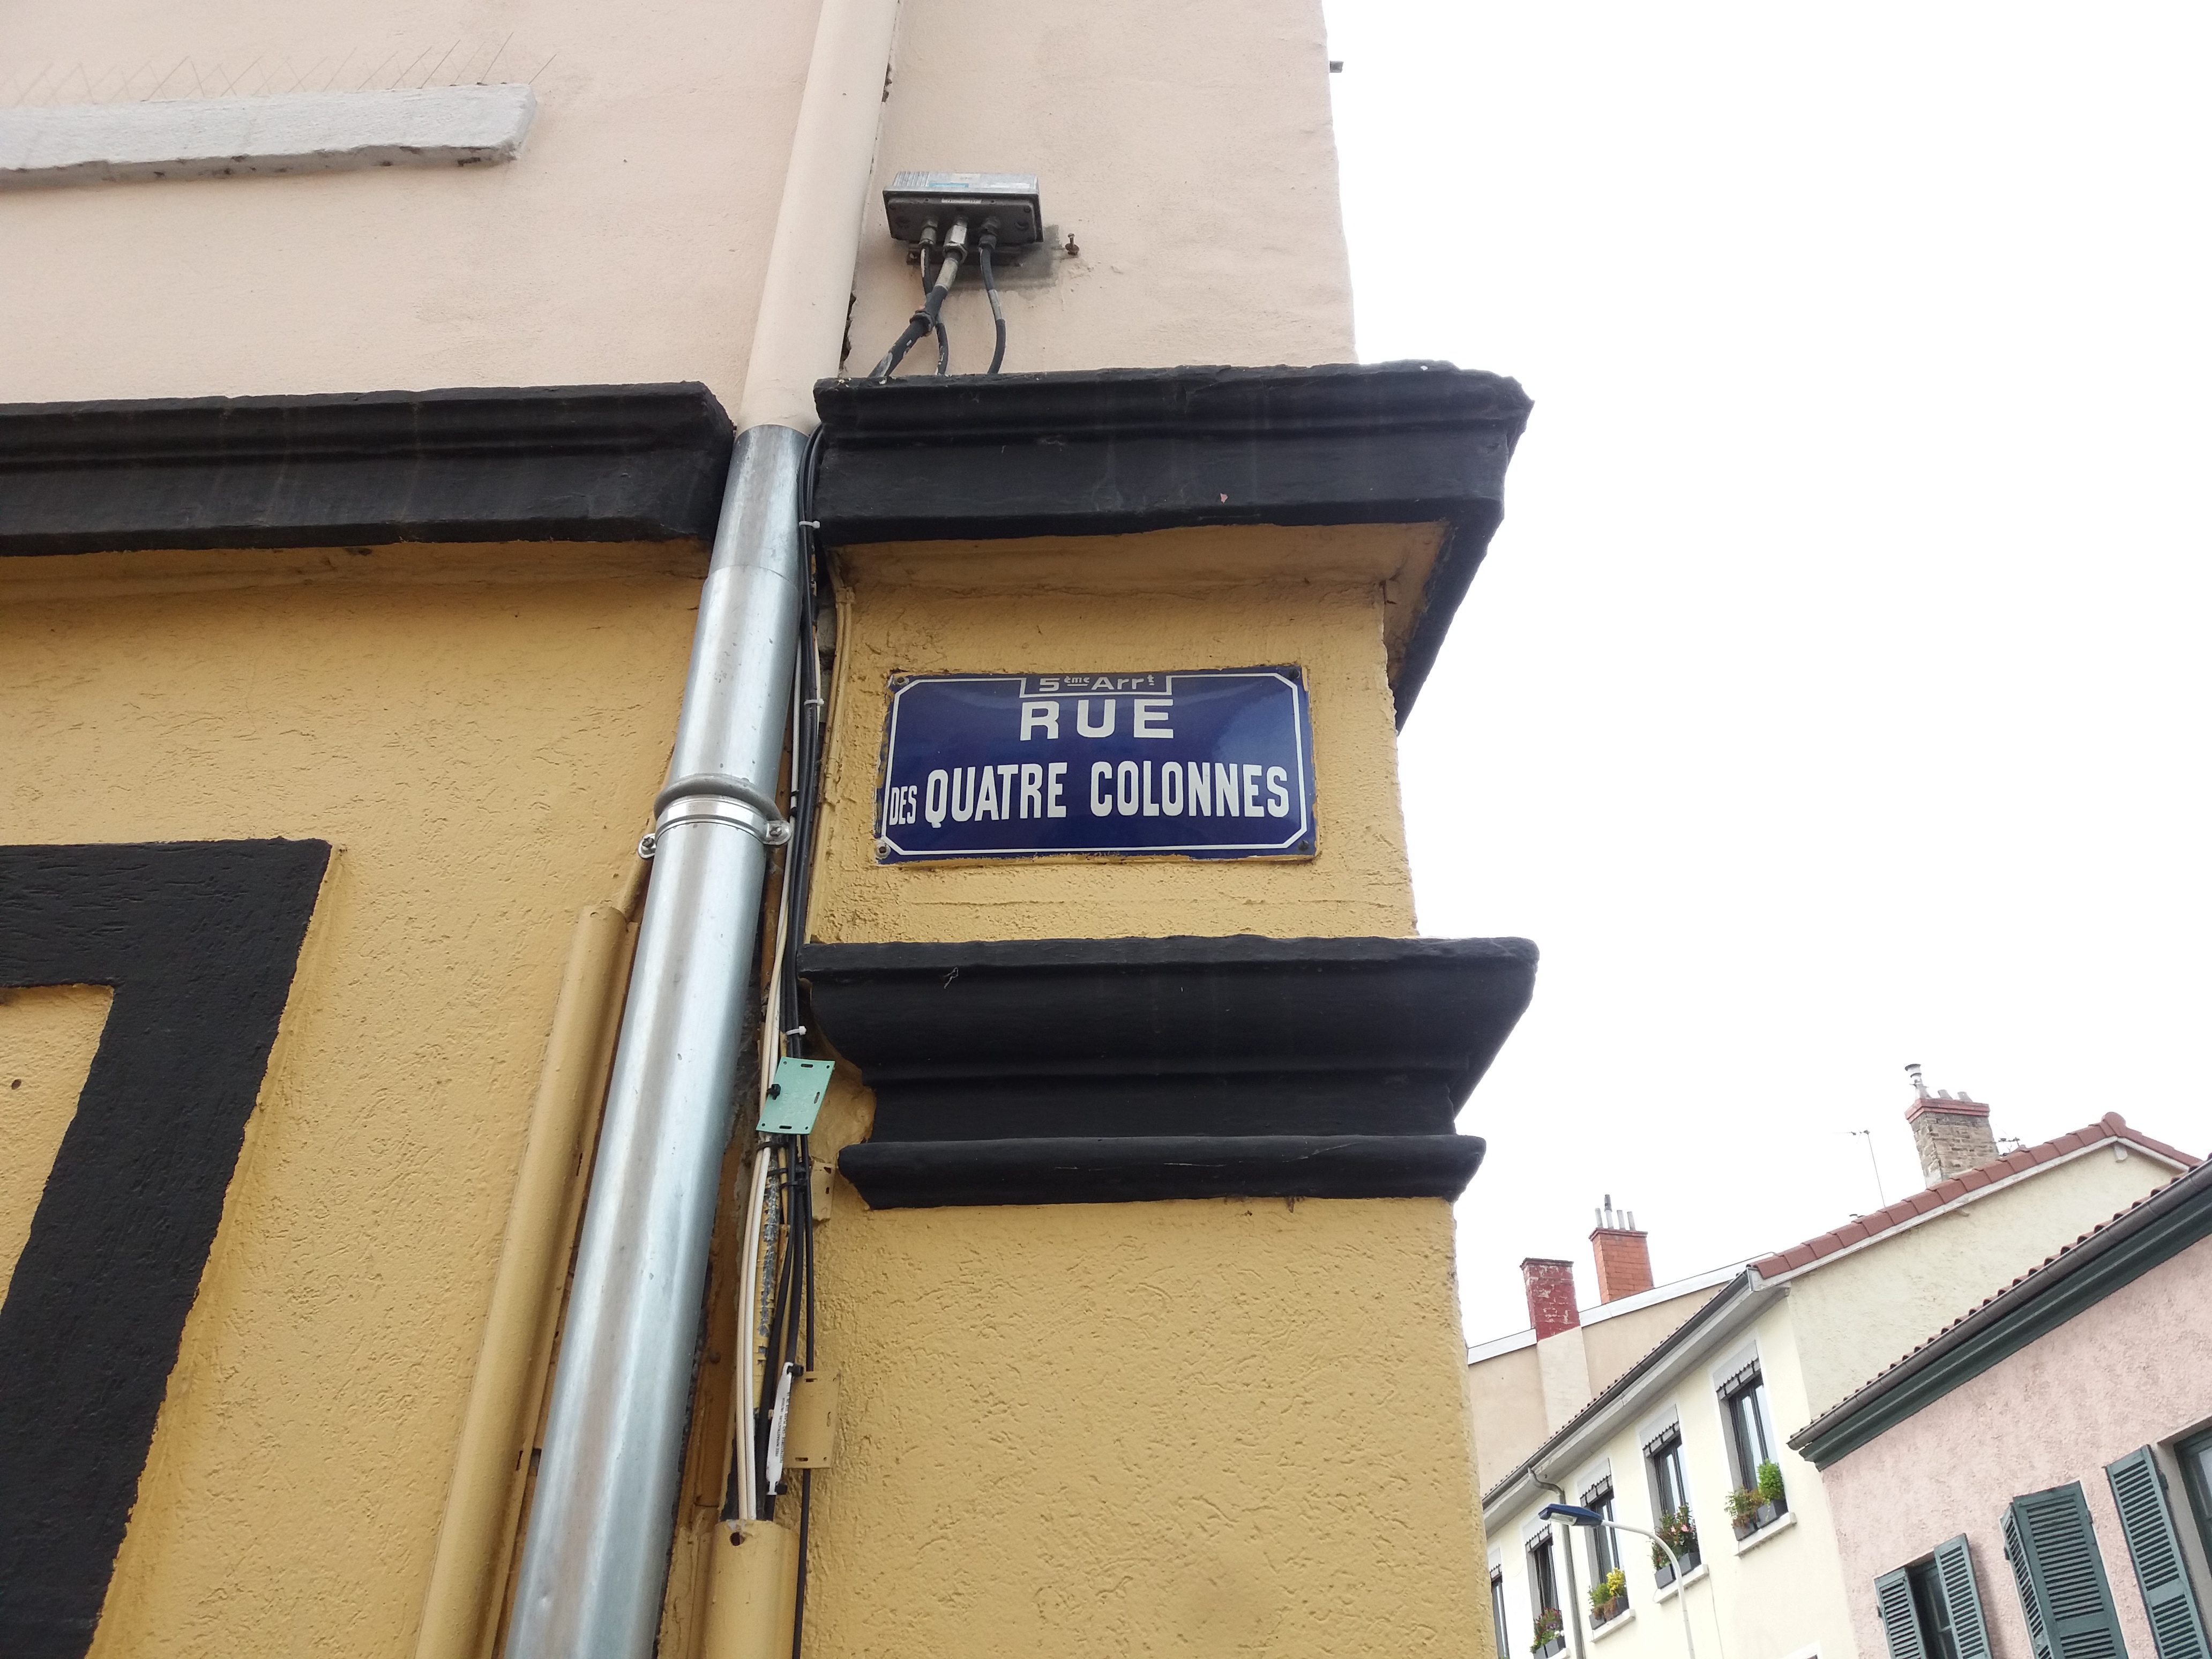 5ème Arrt
RUE
DES QUATRE COLONNES